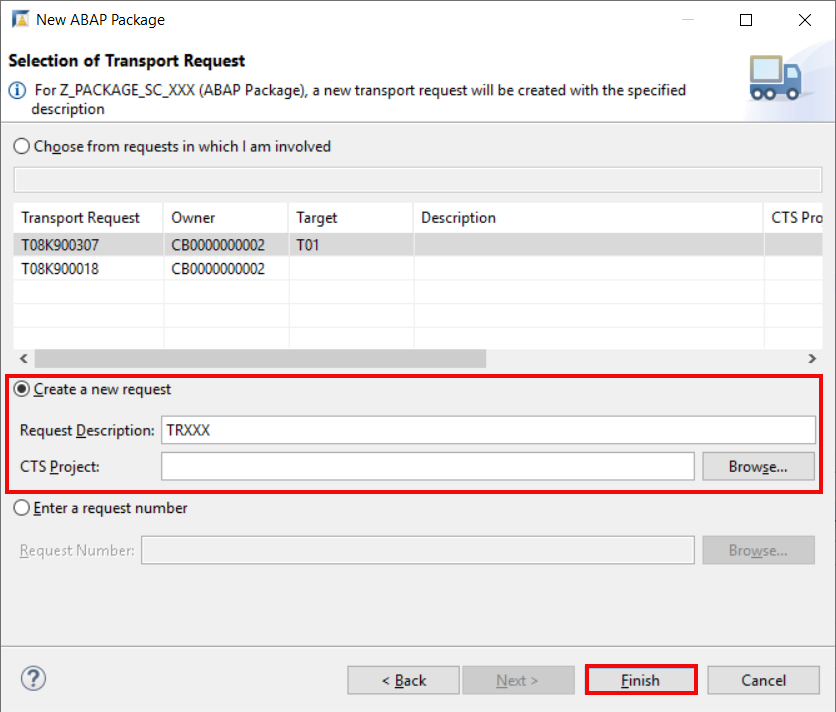 New ABAP Package
Selection of Transport Request
For Z_PACKAGE_SC_XXX (ABAP Package), a new transport request will be created with the specified
description
Choose from requests in which I am involved
Transport Request Owner Target Description CTS Pro
T08K900307 CB0000000002 T01
T08K900018 CB0000000002
Create a new request
Request Description: TRXXX
CTS Project: Browse...
Enter a request number
Request Number: Browse...
? < Back Next > Finish Cancel